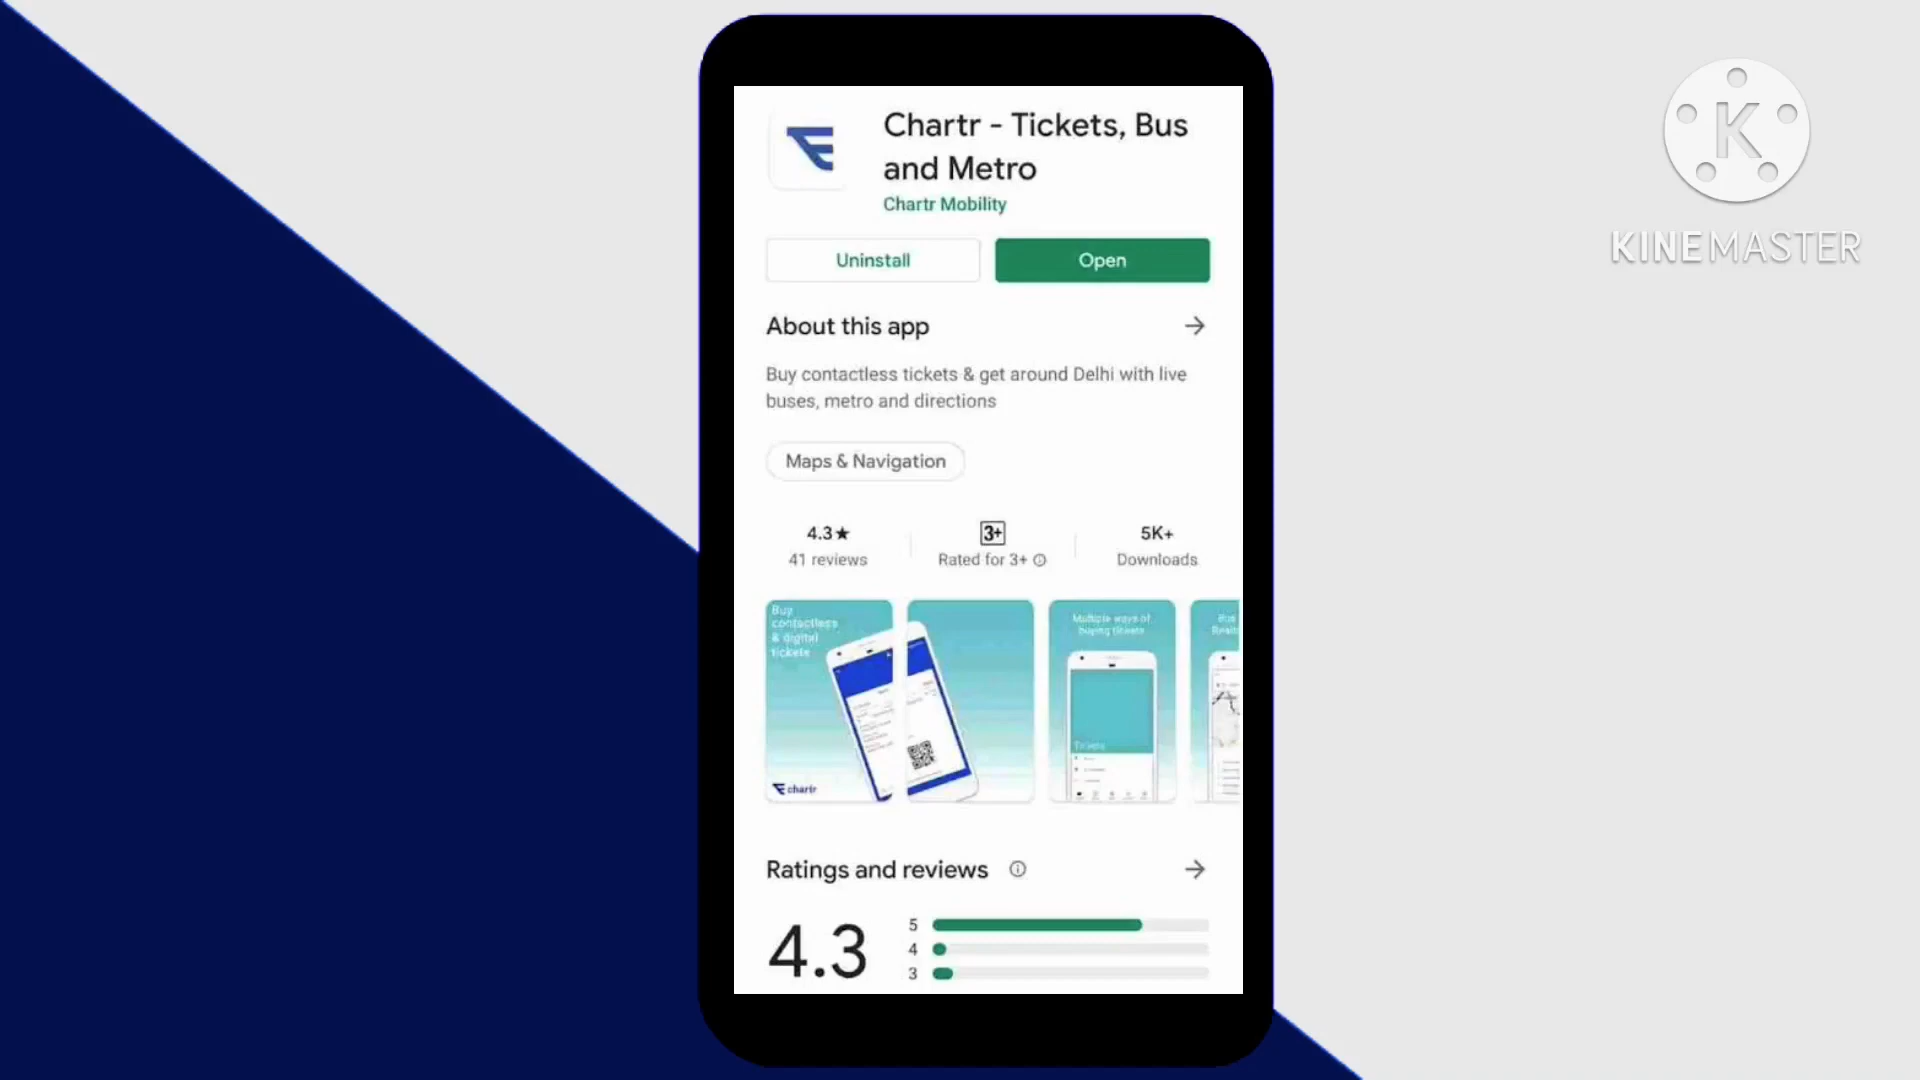 Chartr - Tickets, Bus
and Metro
Chartr Mobility
Uninstall
Open
About this app
Buy contactless tickets & get around Delhi with live
buses, metro and directions
Maps & Navigation
4.3★
41 reviews
3+
Rated for 3+
5K+
Downloads
Buy
contactless
& digital
tickets
chartr
Multiple ways of
buying tickets
Tickets
Bus
Ratings and reviews
4.3
5
4
3
K
KINEMASTER